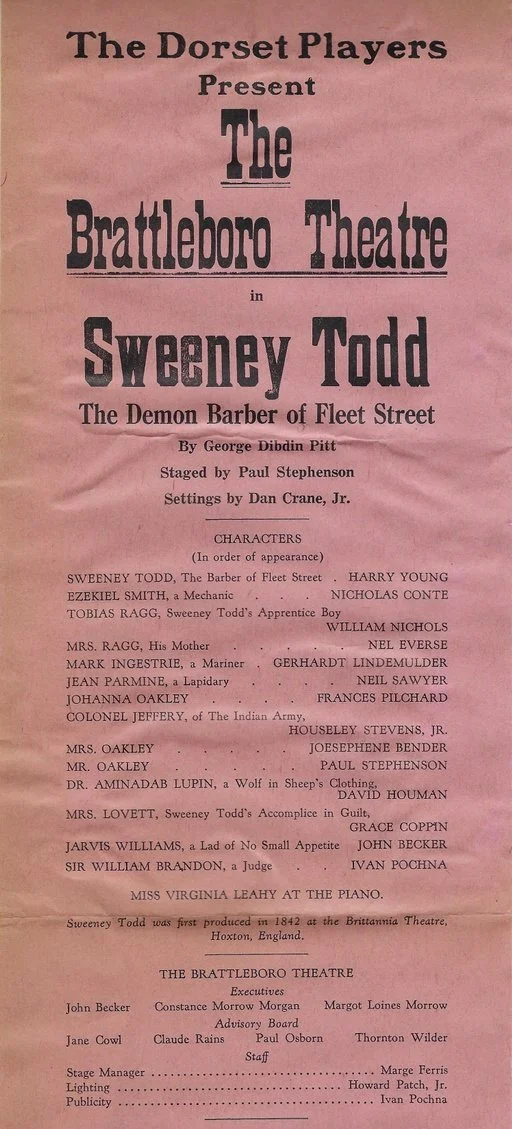 The Dorset Players
Present
The
Brattleboro Theatre
in
Sweeney Todd
The Demon Barber of Fleet Street
By George Dibdin Pitt
Staged by Paul Stephenson
Settings by Dan Crane, Jr.
CHARACTERS
(In order of appearance)
SWEENEY TODD, The Barber of Fleet Street . HARRY YOUNG
EZEKIEL SMITH, a Mechanic . . . NICHOLAS CONTE
TOBIAS RAGG, Sweeney Todd's Apprentice Boy
WILLIAM NICHOLS
MRS. RAGG, His Mother . . . . . NEL EVERSE
MARK INGESTRIE, a Mariner . GERHARDT LINDEMULDER
JEAN PARMINE, a Lapidary . . . . NEIL SAWYER
JOHANNA OAKLEY . . . . FRANCES PILCHARD
COLONEL JEFFERY, of The Indian Army,
HOUSELEY STEVENS, JR.
MRS. OAKLEY . . . . . JOESEPHENE BENDER
MR. OAKLEY . . . . . PAUL STEPHENSON
DR. AMINADAB LUPIN, a Wolf in Sheep's Clothing,
DAVID HOUMAN
MRS. LOVETT, Sweeney Todd's Accomplice in Guilt,
GRACE COPPIN
JARVIS WILLIAMS, a Lad of No Small Appetite JOHN BECKER
SIR WILLIAM BRANDON, a Judge . . IVAN POCHNA
MISS VIRGINIA LEAHY AT THE PIANO.
Sweeney Todd was first produced in 1842 at the Brittannia Theatre,
Hoxton, England.
THE BRATTLEBORO THEATRE
Executives
John Becker Constance Morrow Morgan Margot Loines Morrow
Advisory Board
Jane Cowl Claude Rains Paul Osborn Thornton Wilder
Staff
Stage Manager .................................. Marge Ferris
Lighting .................................. Howard Patch, Jr.
Publicity ...................................... Ivan Pochna